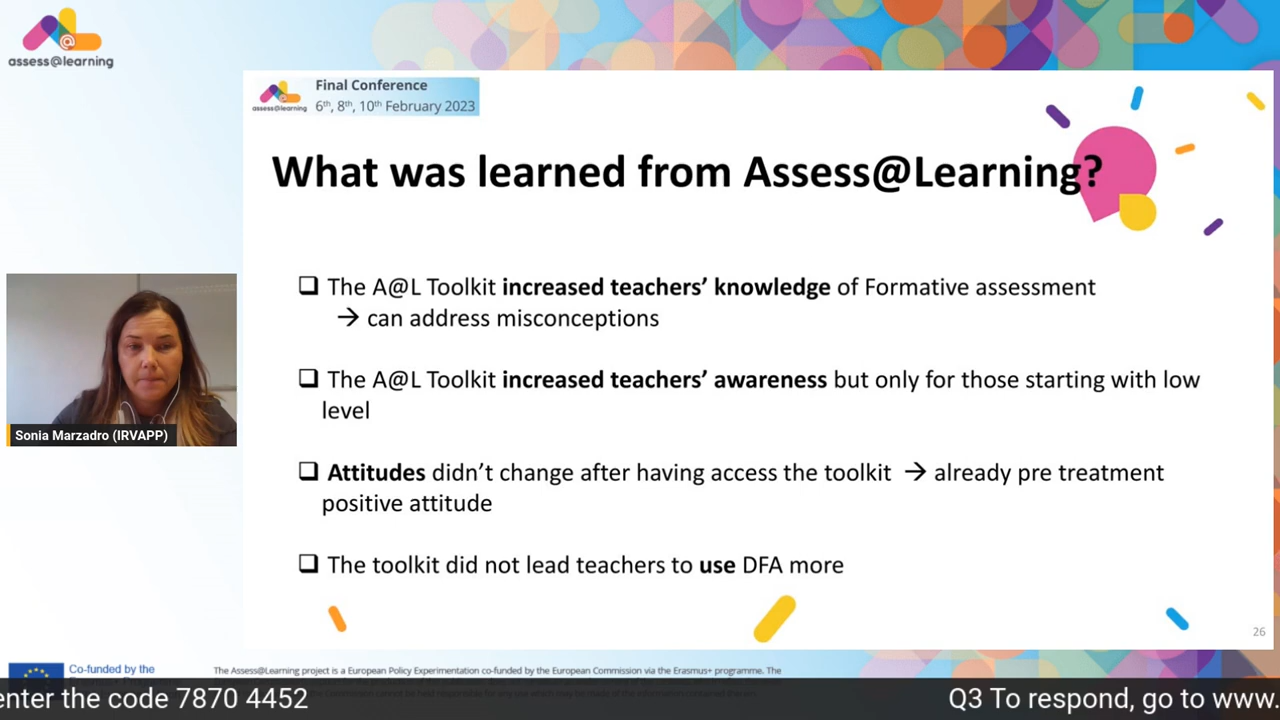 assess@learning
assess@learning
Final Conference
6th, 8th, 10th February 2023
What was learned from Assess@Learning?
❑ The A@L Toolkit increased teachers’ knowledge of Formative assessment
→ can address misconceptions
❑ The A@L Toolkit increased teachers’ awareness but only for those starting with low
level
❑ Attitudes didn’t change after having access the toolkit → already pre treatment
positive attitude
❑ The toolkit did not lead teachers to use DFA more
26
Sonia Marzadro (IRVAPP)
Co-funded by the
The Assess@Learning project is a European Policy Experimentation co-funded by the European Commission via the Erasmus+ programme. The
enter the code 7870 4452
Q3 To respond, go to www.